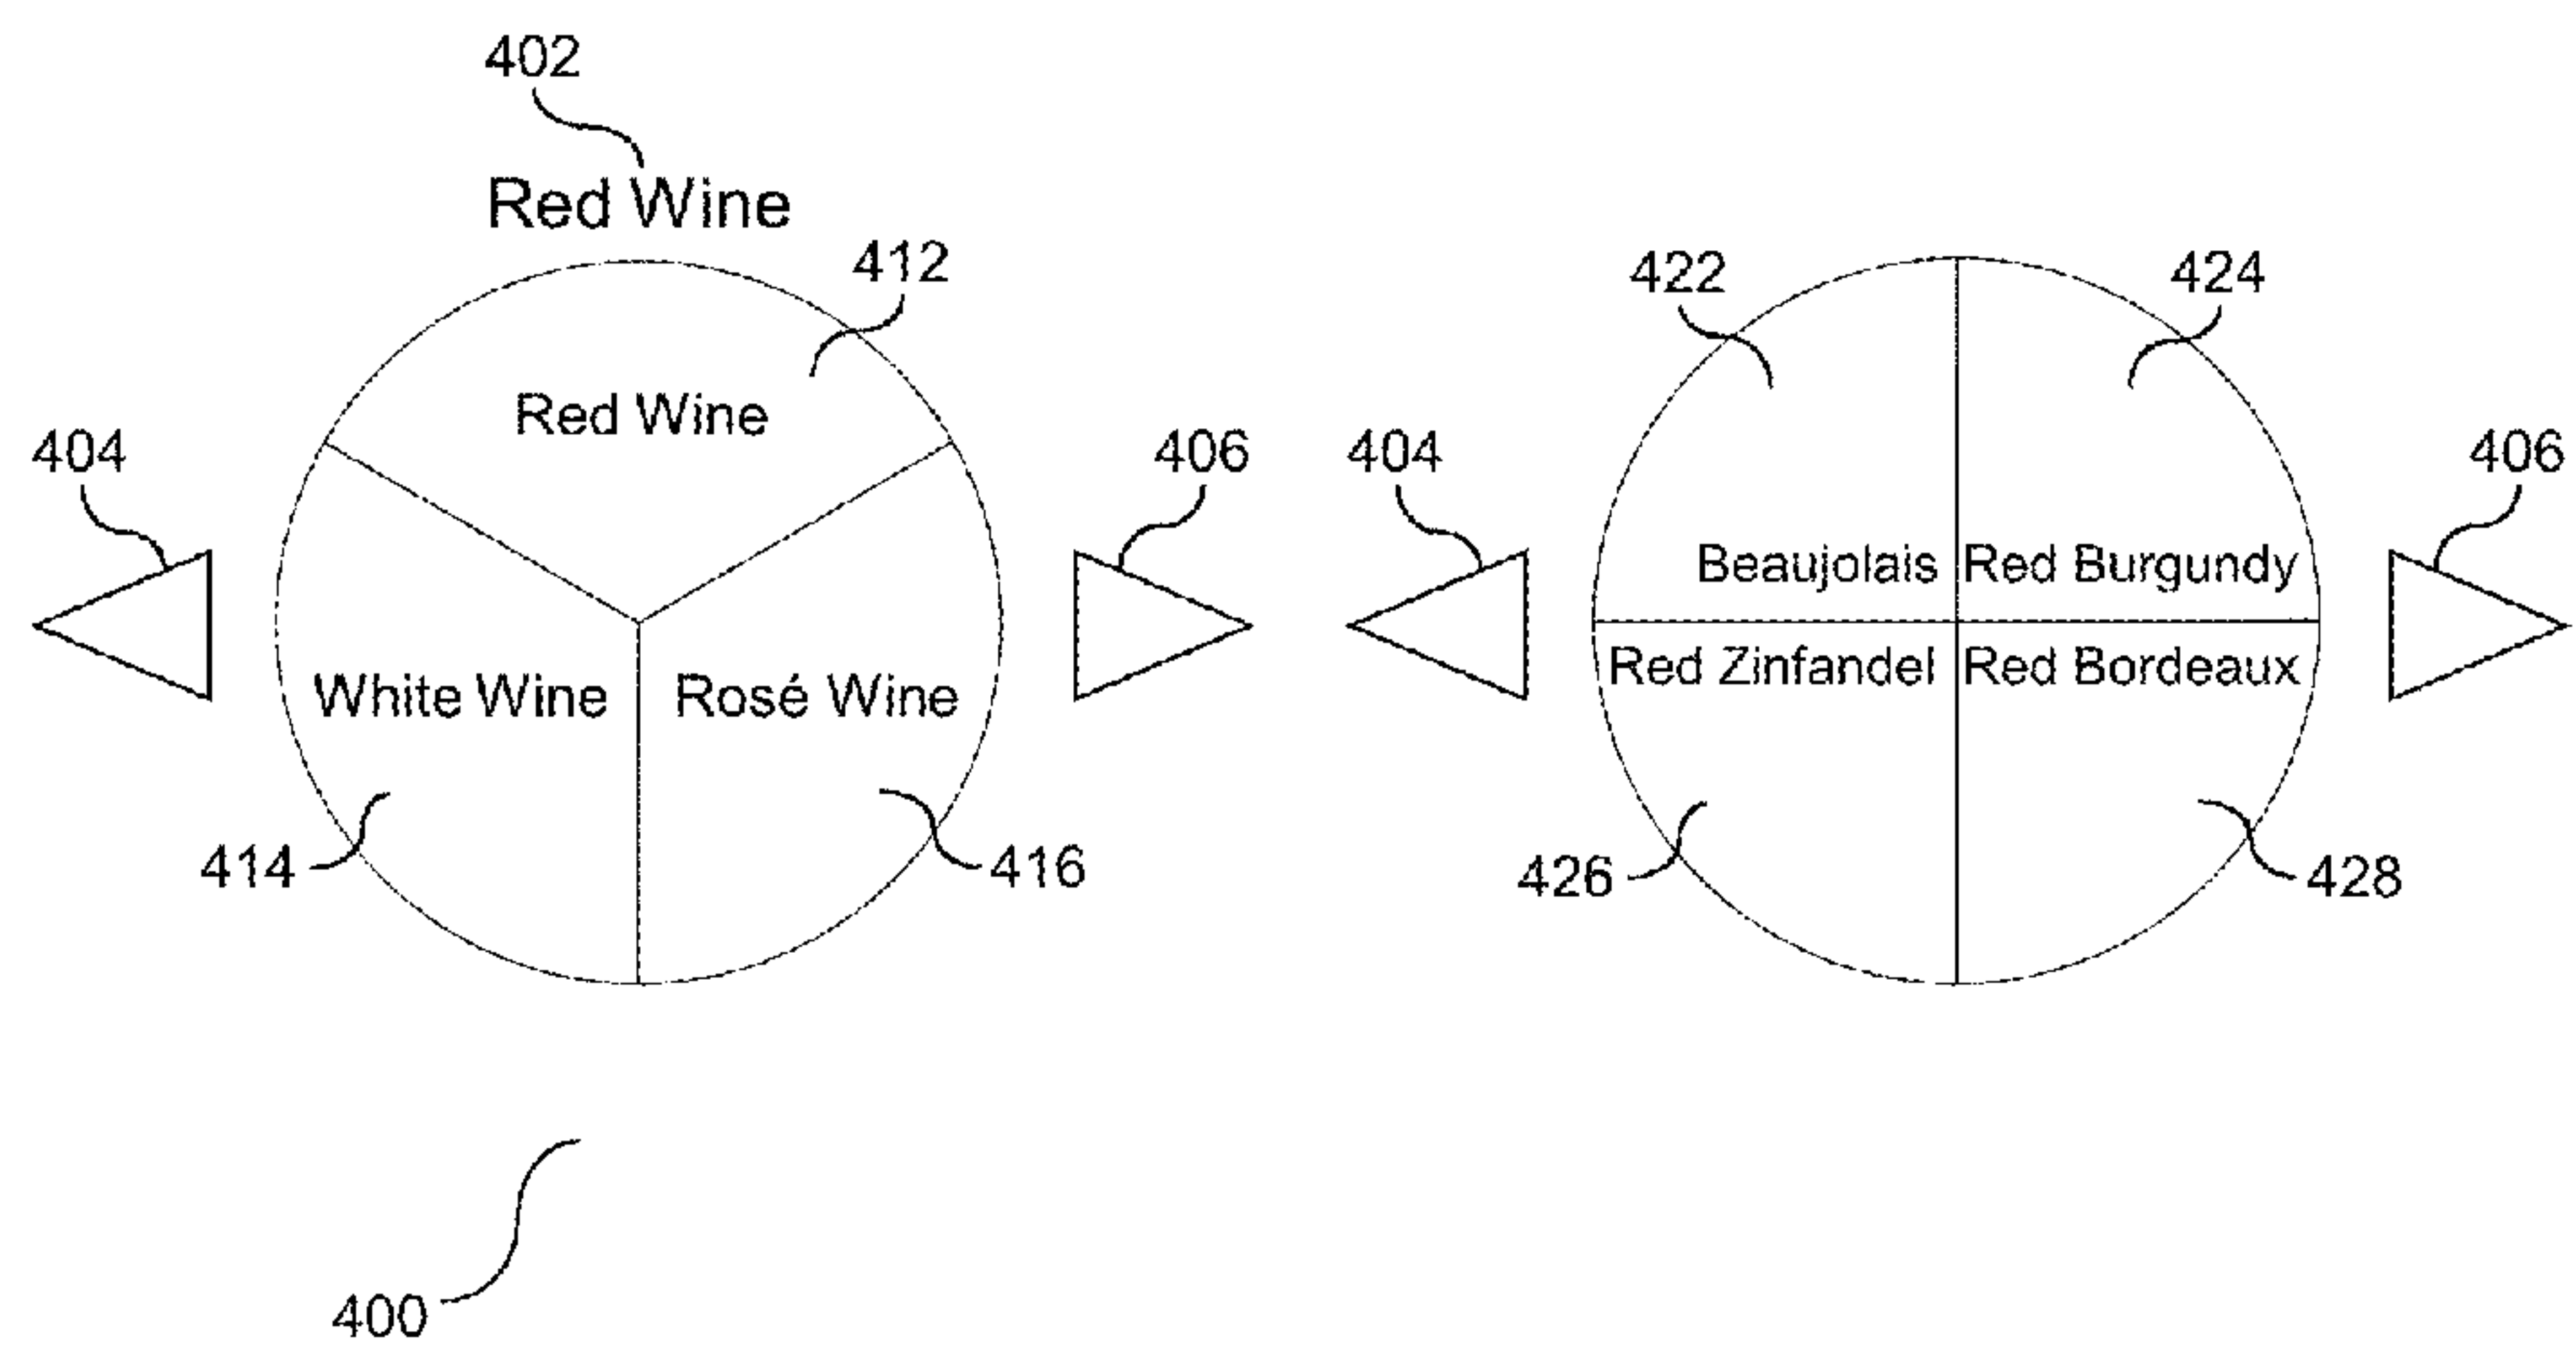 402
Red Wine
412
422
424
Red Wine
404
406
404
406
Beaujolais
Red Burgundy
White Wine
Rosé Wine
Red Zinfandel
Red Bordeaux
414
416
426
428
400